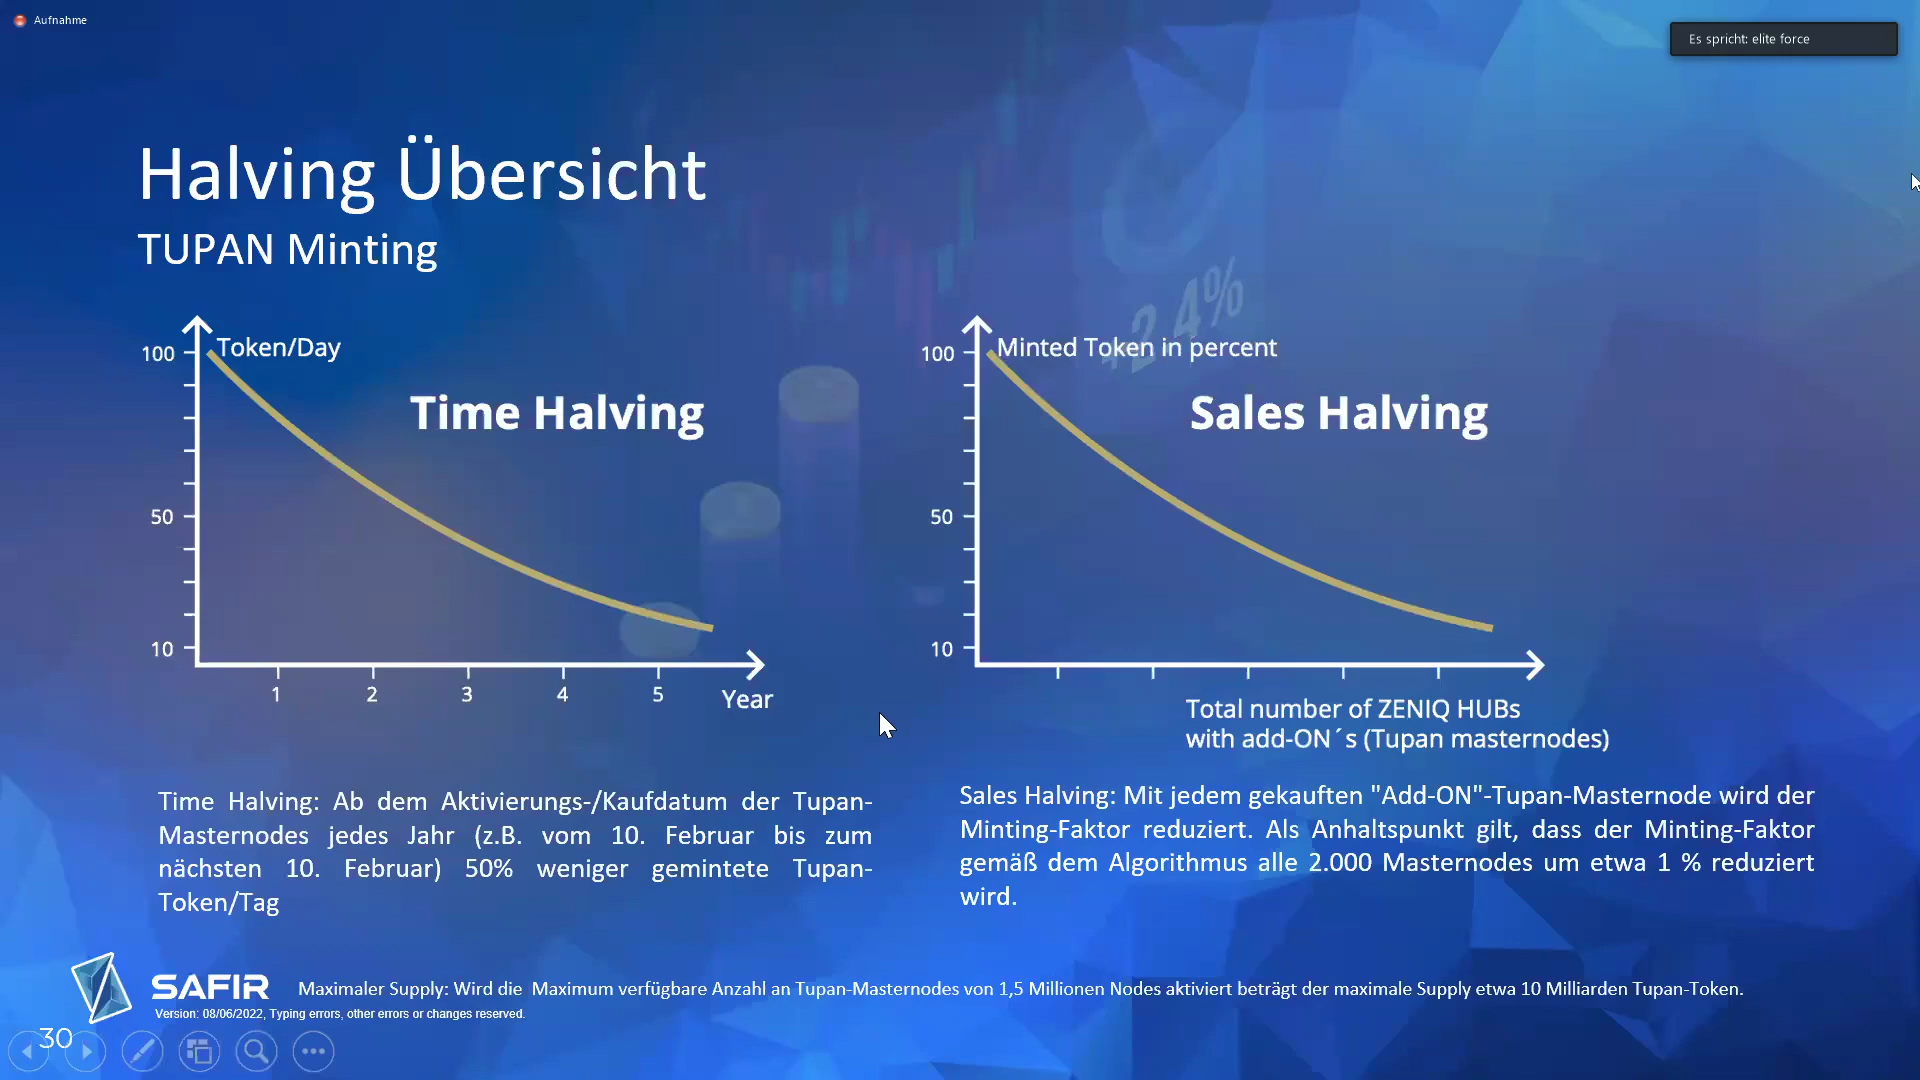 Aufnahme
Es spricht: elite force
Halving Übersicht
TUPAN Minting
+2.4%
100
Token/Day
Time Halving
50
10
1 2 3 4 5
Year
100
Minted Token in percent
Sales Halving
50
10
Total number of ZENIQ HUBs
with add-ON´s (Tupan masternodes)
Time Halving: Ab dem Aktivierungs-/Kaufdatum der Tupan-
Masternodes jedes Jahr (z.B. vom 10. Februar bis zum
nächsten 10. Februar) 50% weniger gemintete Tupan-
Token/Tag
Sales Halving: Mit jedem gekauften "Add-ON"-Tupan-Masternode wird der
Minting-Faktor reduziert. Als Anhaltspunkt gilt, dass der Minting-Faktor
gemäß dem Algorithmus alle 2.000 Masternodes um etwa 1 % reduziert
wird.
SAFIR
Maximaler Supply: Wird die Maximum verfügbare Anzahl an Tupan-Masternodes von 1,5 Millionen Nodes aktiviert beträgt der maximale Supply etwa 10 Milliarden Tupan-Token.
Version: 08/06/2022, Typing errors, other errors or changes reserved.
30